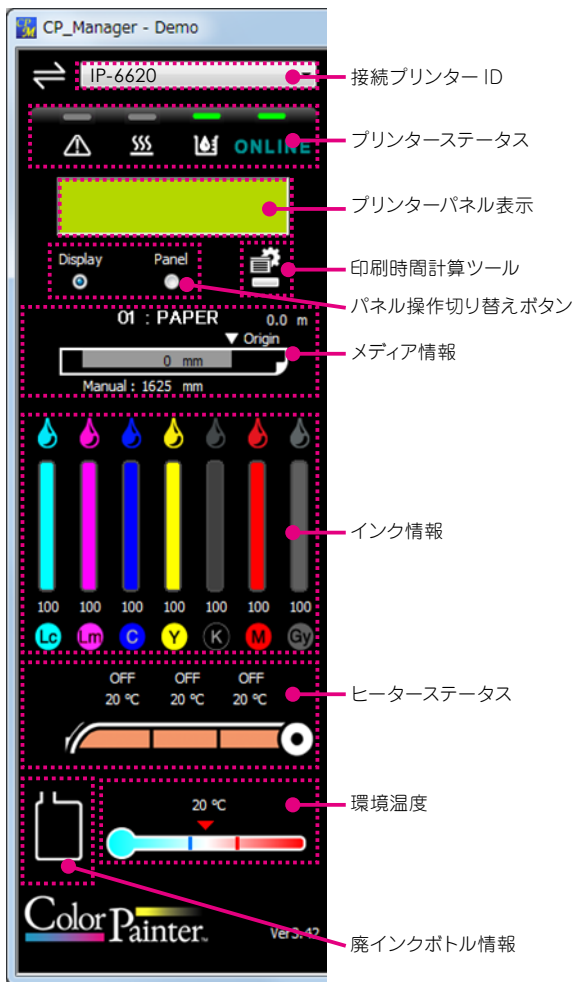 CP_Manager - Demo
IP-6620
接続プリンター ID
ONLINE
プリンターステータス
プリンターパネル表示
Display Panel
印刷時間計算ツール
パネル操作切り替えボタン
01 : PAPER 0.0 m
▼ Origin
メディア情報
0 mm
Manual : 1625 mm
インク情報
100 100 100 100 100 100 100
Lc Lm C Y K M Gy
OFF OFF OFF
ヒーターステータス
20 ℃ 20 ℃ 20 ℃
20 ℃
環境温度
Color Painter
Ver3.42
廃インクボトル情報